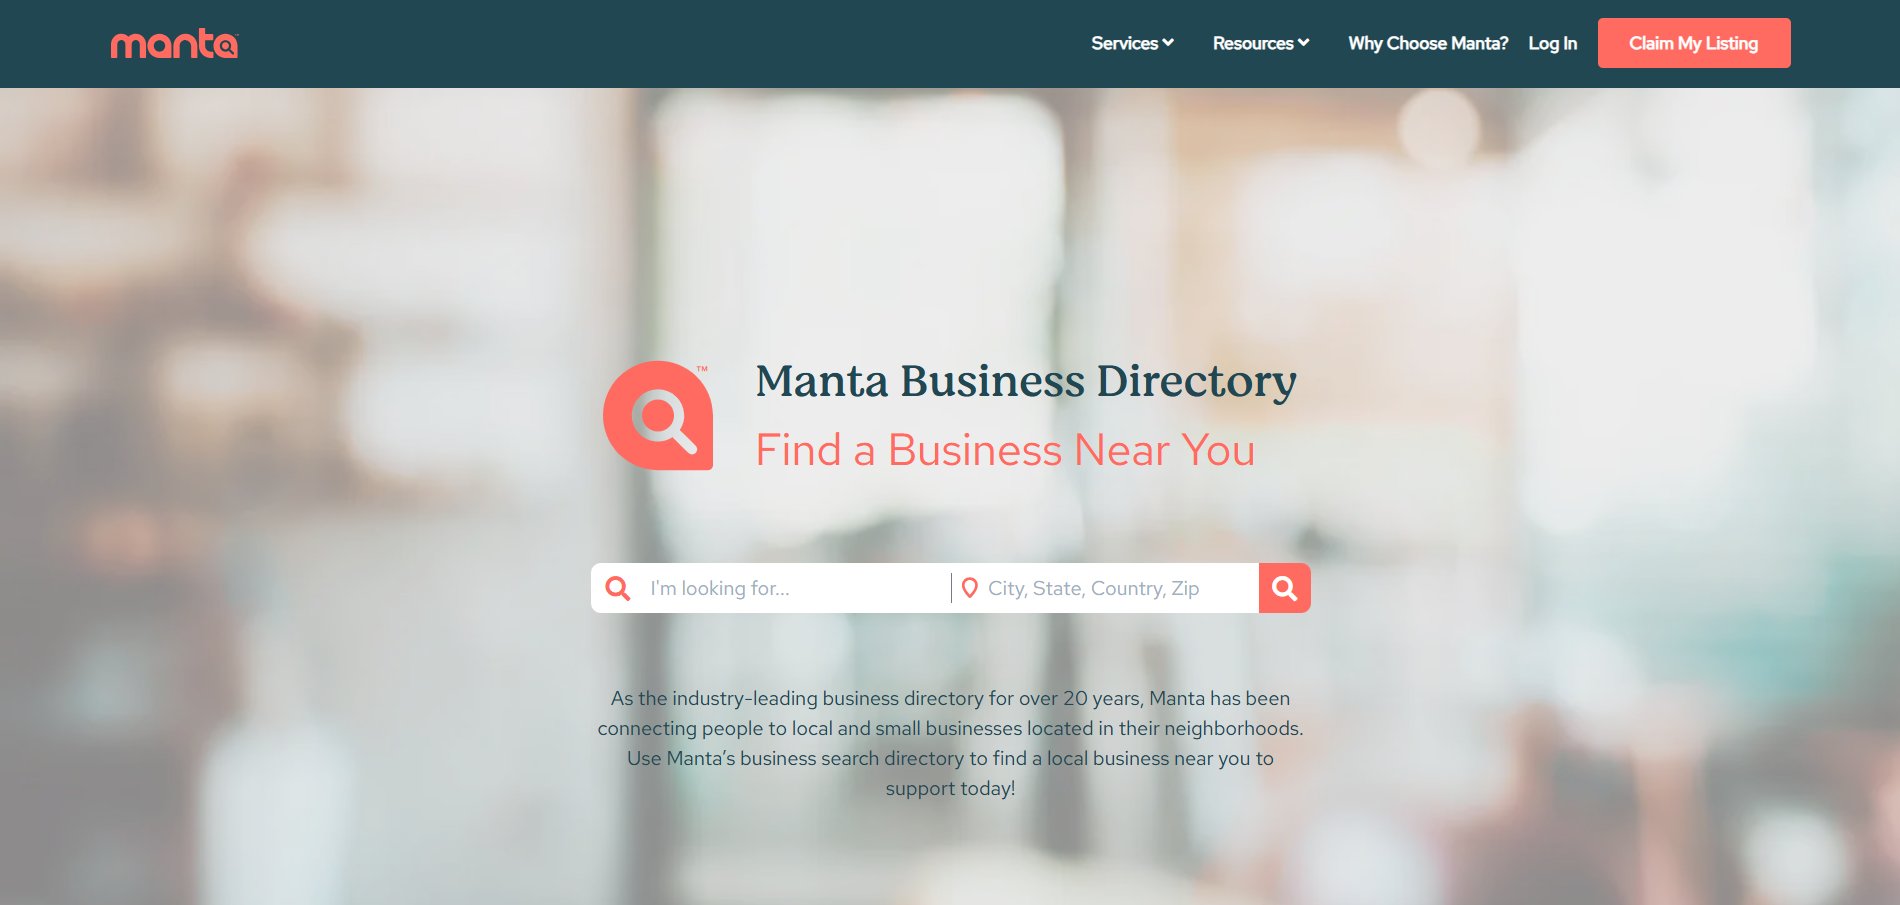 manta
Services
Resources
Why Choose Manta?
Log In
Claim My Listing
TM
Manta Business Directory
Find a Business Near You
I'm looking for...
City, State, Country, Zip
As the industry-leading business directory for over 20 years, Manta has been
connecting people to local and small businesses located in their neighborhoods.
Use Manta’s business search directory to find a local business near you to
support today!